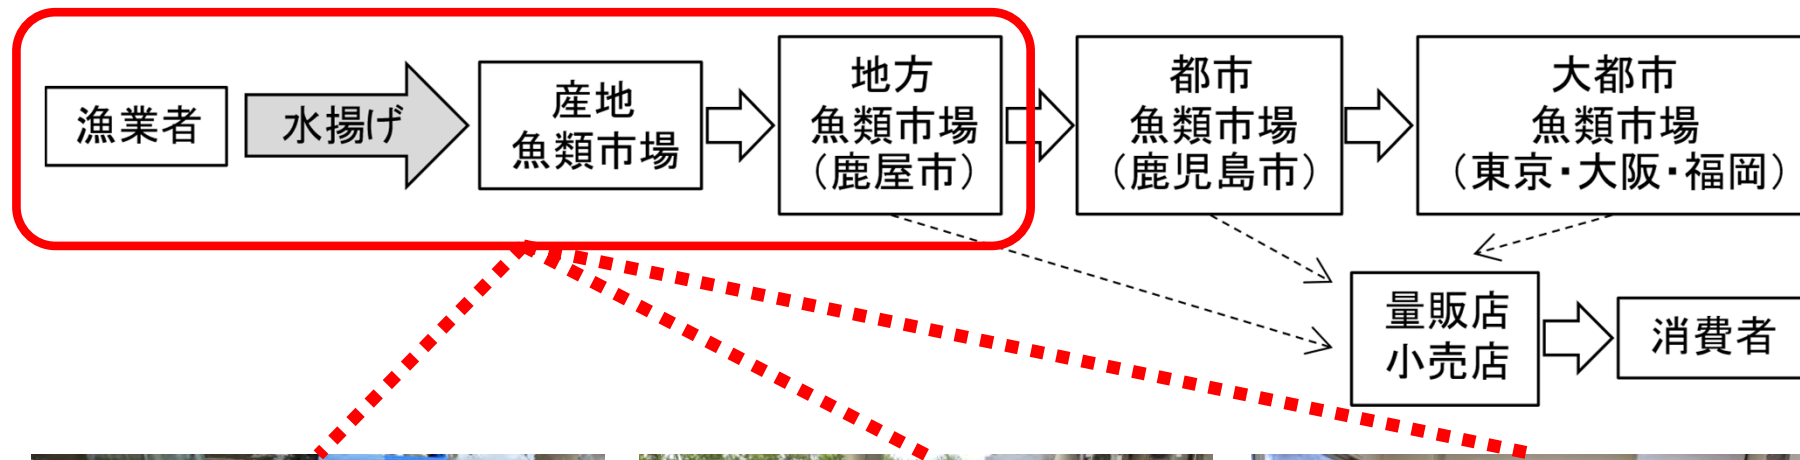 漁業者
水揚げ
産地
魚類市場
地方
魚類市場
(鹿屋市)
都市
魚類市場
(鹿児島市)
大都市
魚類市場
(東京・大阪・福岡)
量販店
小売店
消費者